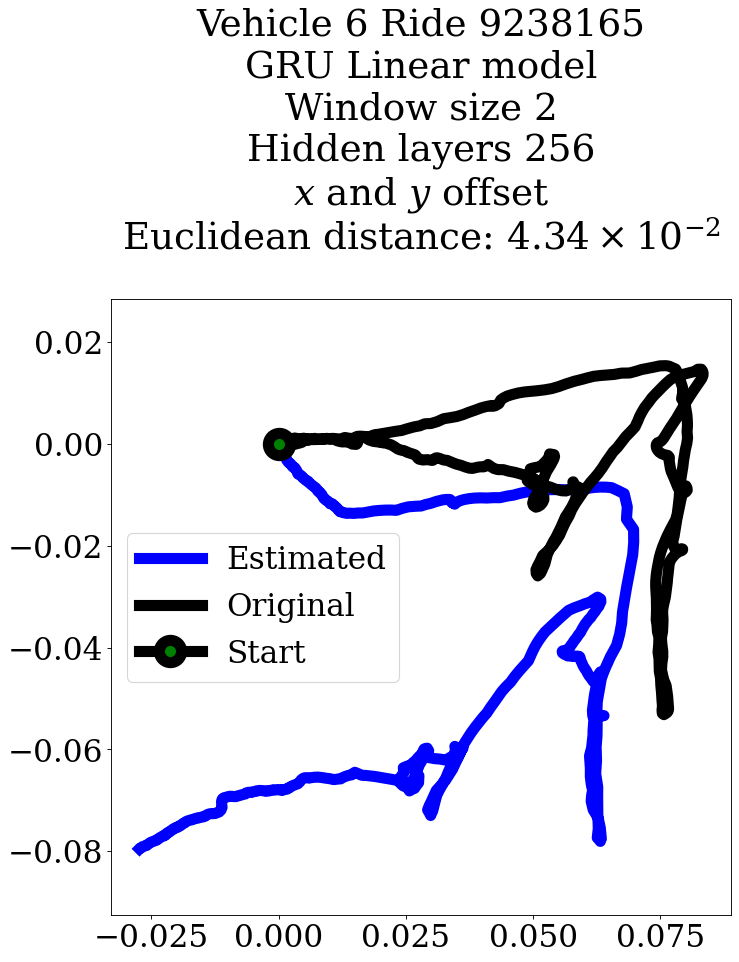 Vehicle 6 Ride 9238165
GRU Linear model
Window size 2
Hidden layers 256
x and y offset
Euclidean distance: 4.34 × 10⁻²
0.02
0.00
−0.02
−0.04
−0.06
−0.08
Estimated
Original
Start
−0.025 0.000 0.025 0.050 0.075